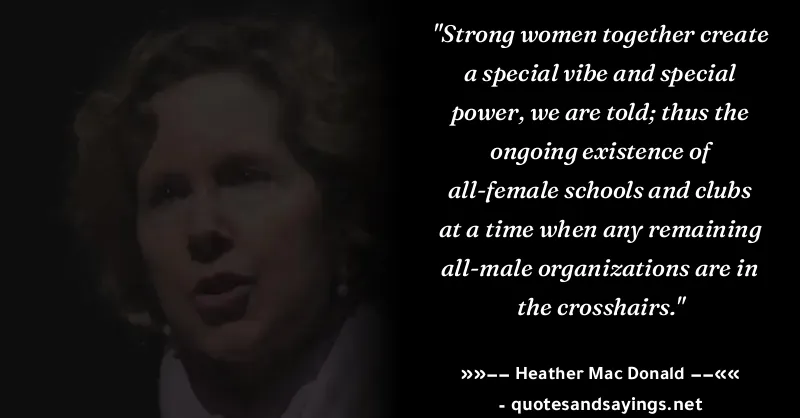 "Strong women together create
a special vibe and special
power, we are told; thus the
ongoing existence of
all-female schools and clubs
at a time when any remaining
all-male organizations are in
the crosshairs."
»»–– Heather Mac Donald ––««
- quotesandsayings.net